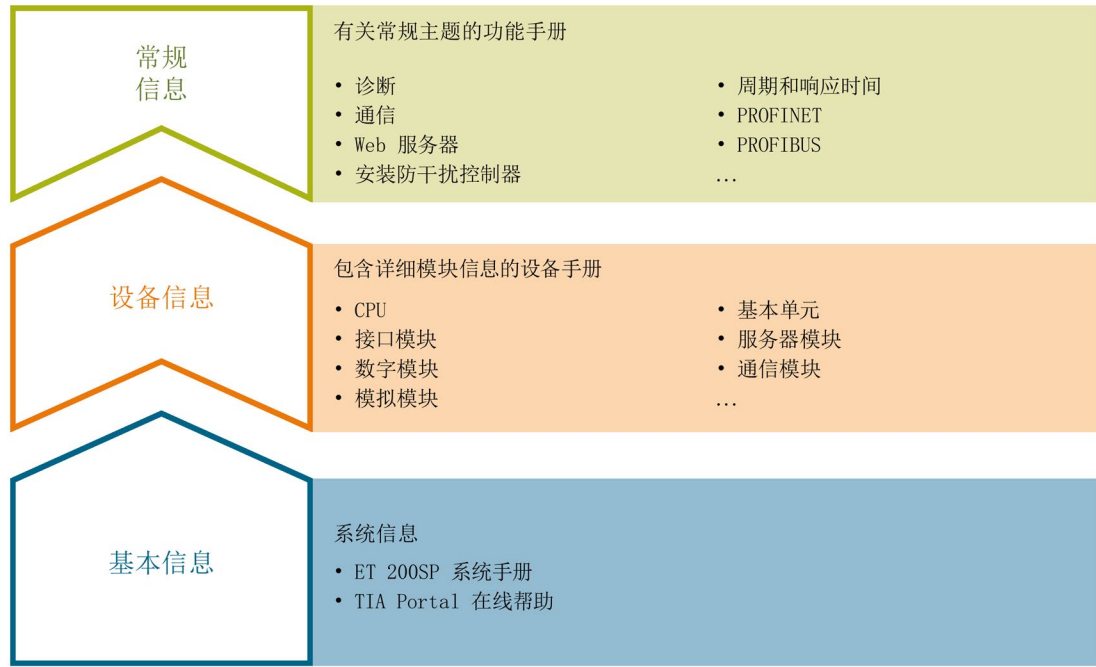 常规
信息
有关常规主题的功能手册
• 诊断
• 通信
• Web 服务器
• 安装防干扰控制器
• 周期和响应时间
• PROFINET
• PROFIBUS
...
设备信息
包含详细模块信息的设备手册
• CPU
• 接口模块
• 数字模块
• 模拟模块
• 基本单元
• 服务器模块
• 通信模块
...
基本信息
系统信息
• ET 200SP 系统手册
• TIA Portal 在线帮助